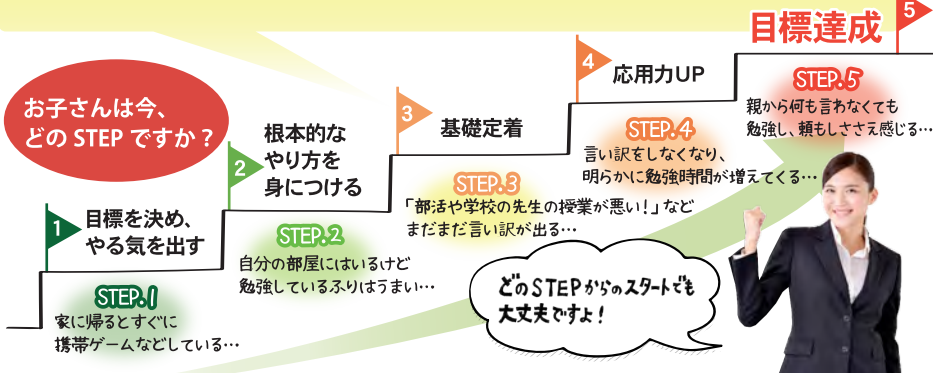 お子さんは今、
どのSTEPですか？
1
目標を決め、
やる気を出す
STEP.1
家に帰るとすぐに
携帯ゲームなどしている…
2
根本的な
やり方を
身につける
STEP.2
自分の部屋にはいるけど
勉強しているふりはうまい…
3
基礎定着
STEP.3
「部活や学校の先生の授業が悪い！」など
まだまだ言い訳が出る…
4
応用力UP
STEP.4
言い訳をしなくなり、
明らかに勉強時間が増えてくる…
5
目標達成
STEP.5
親から何も言わなくても
勉強し、頼もしささえ感じる…
どのSTEPからのスタートでも
大丈夫ですよ！